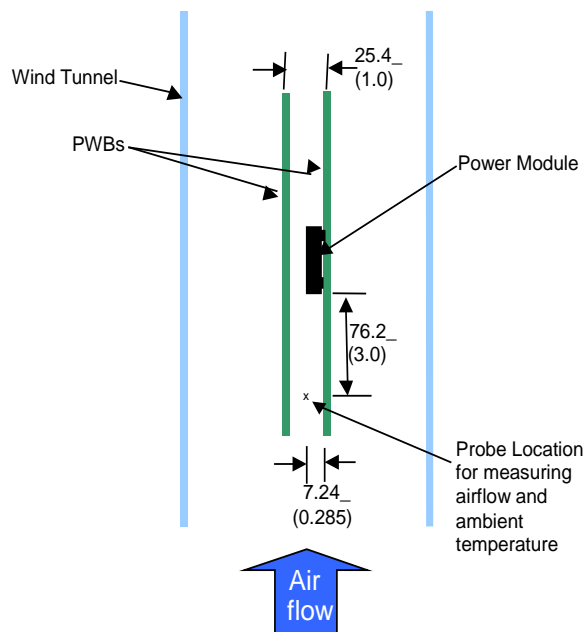 25.4_
(1.0)
Wind Tunnel
PWBs
Power Module
76.2_
(3.0)
x
Probe Location
for measuring
airflow and
ambient
temperature
7.24_
(0.285)
Air
flow